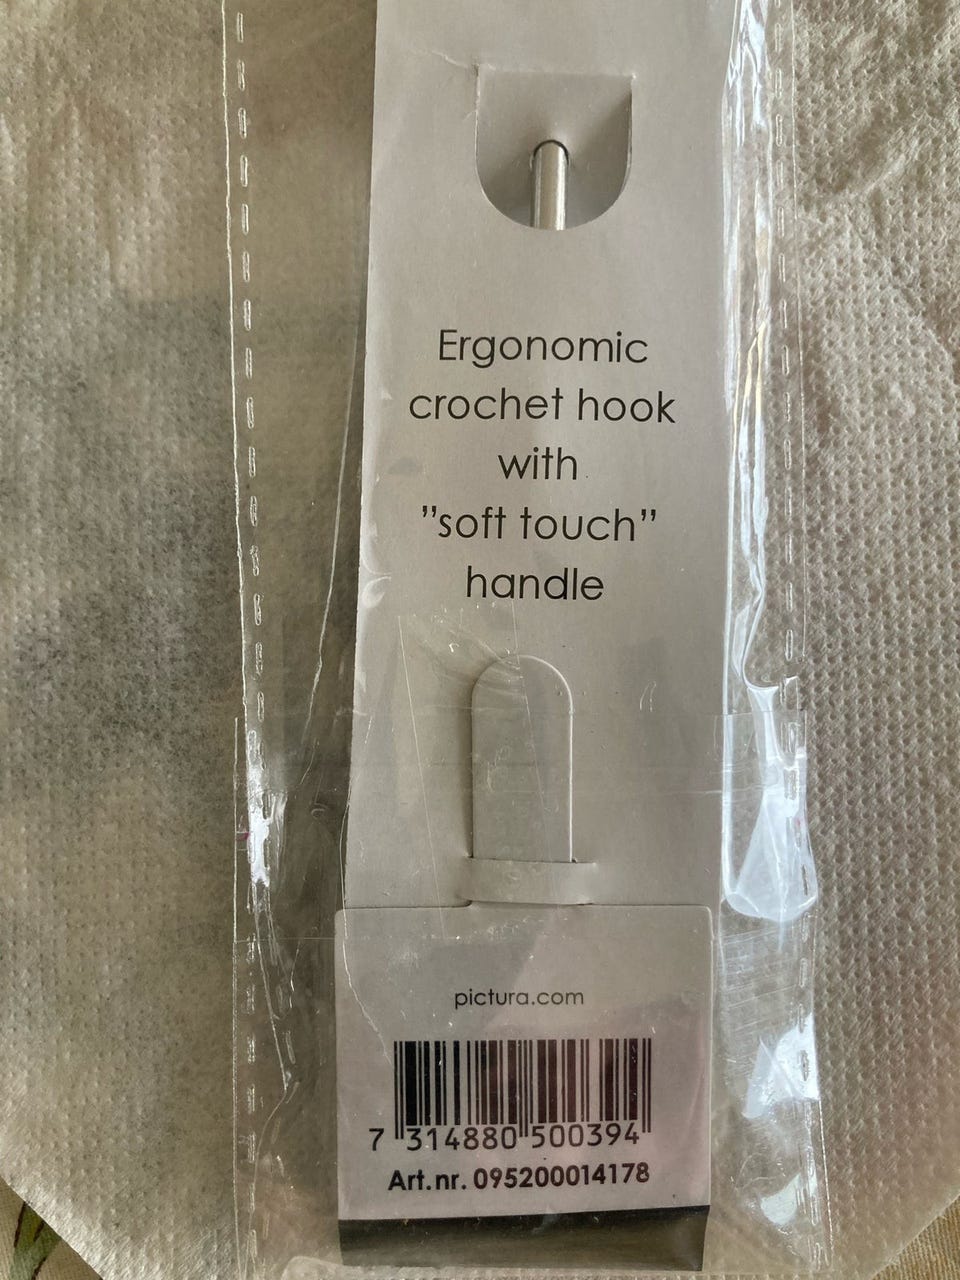 Ergonomic
crochet hook
with
”soft touch”
handle
pictura.com
7 314880 500394
Art.nr. 095200014178